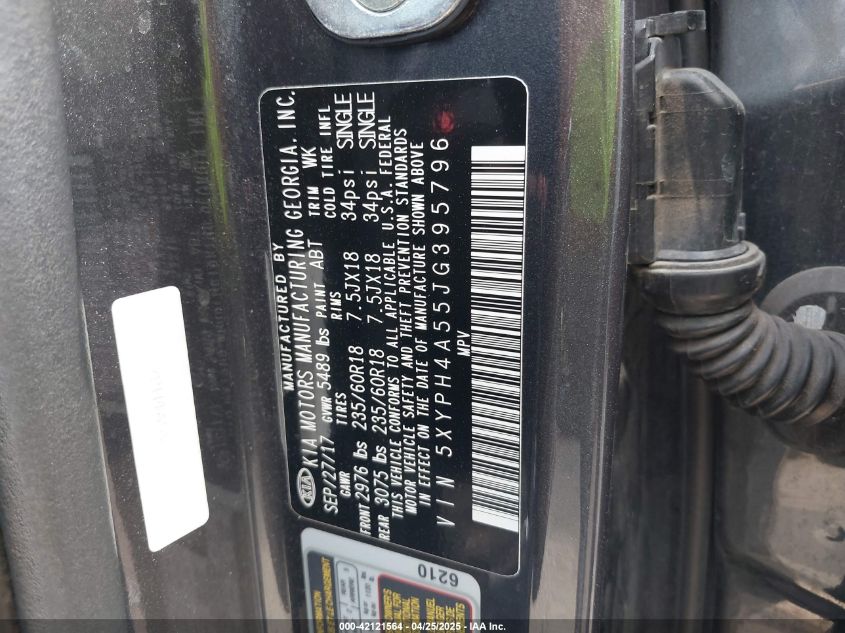 MANUFACTURED BY
KIA KIA MOTORS MANUFACTURING GEORGIA, INC.
SEP/27/17 GVWR 5489 lbs PAINT ABT TRIM WK
GAWR TIRES RIMS COLD TIRE INFL
FRONT 2976 lbs 235/60R18 7.5JX18 34psi SINGLE
REAR 3075 lbs 235/60R18 7.5JX18 34psi SINGLE
THIS VEHICLE CONFORMS TO ALL APPLICABLE U.S.A. FEDERAL
MOTOR VEHICLE SAFETY AND THEFT PREVENTION STANDARDS
IN EFFECT ON THE DATE OF MANUFACTURE SHOWN ABOVE
VIN 5XYPH4A55JG395796
MPV
6210
000-42121564 | 04/25/2025 - IAA Inc.